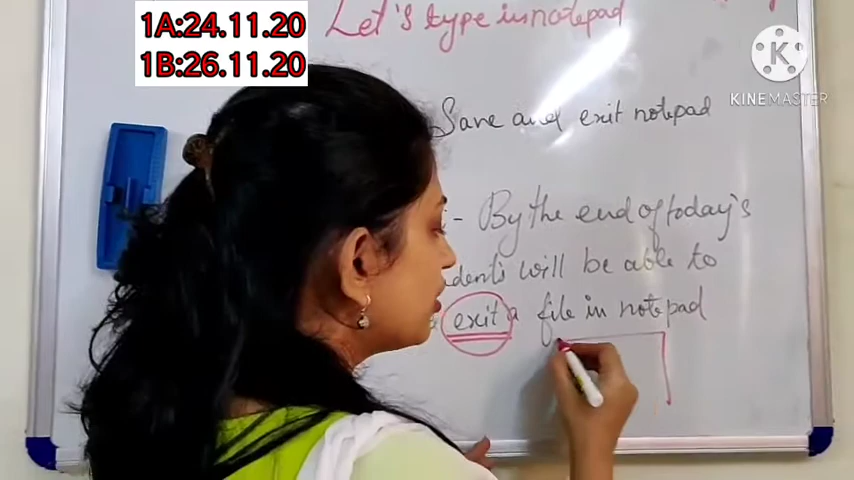 1A:24.11.20
1B:26.11.20
Let's type in notepad
KINEMASTER
Save and exit notepad
- By the end of today's
will be able to
exit a file in notepad